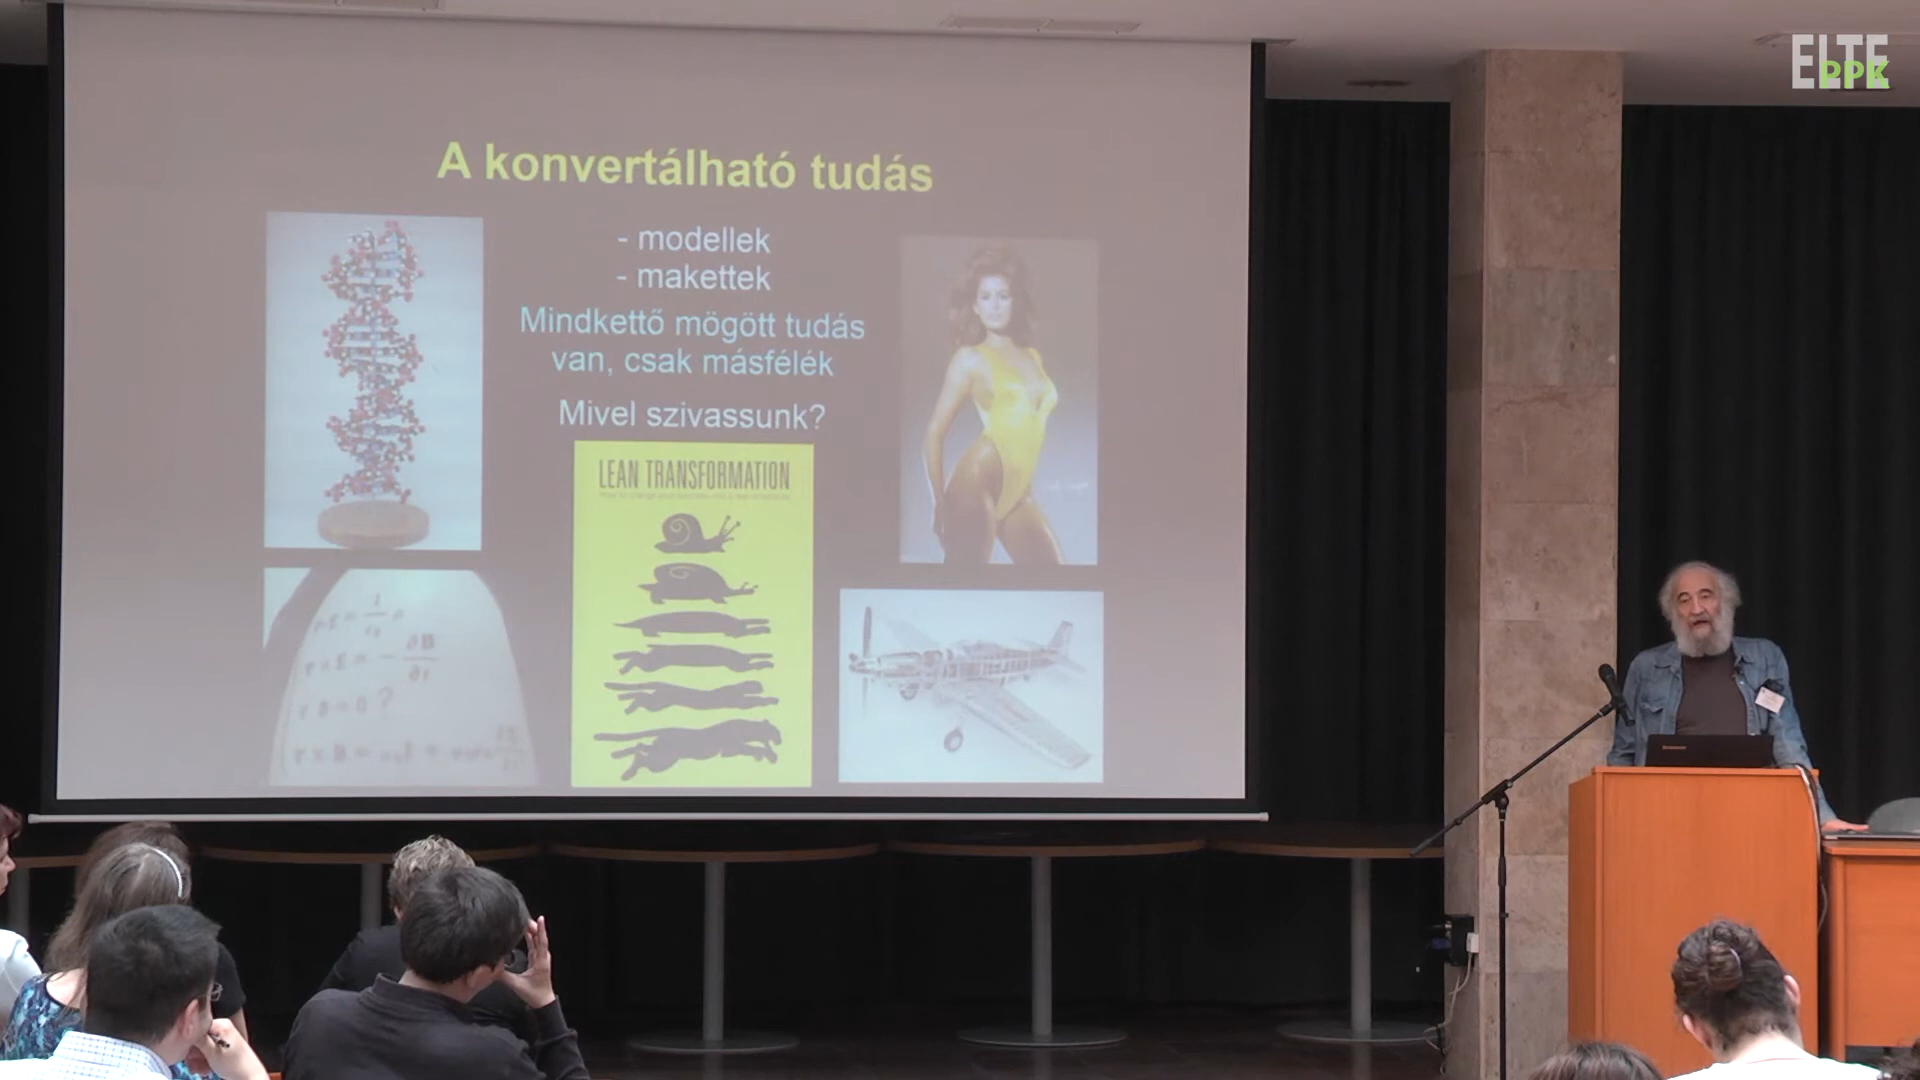 ELTE
PPK
A konvertálható tudás
- modellek
- makettek
Mindkettő mögött tudás
van, csak másfélék
Mivel szivassunk?
LEAN TRANSFORMATION